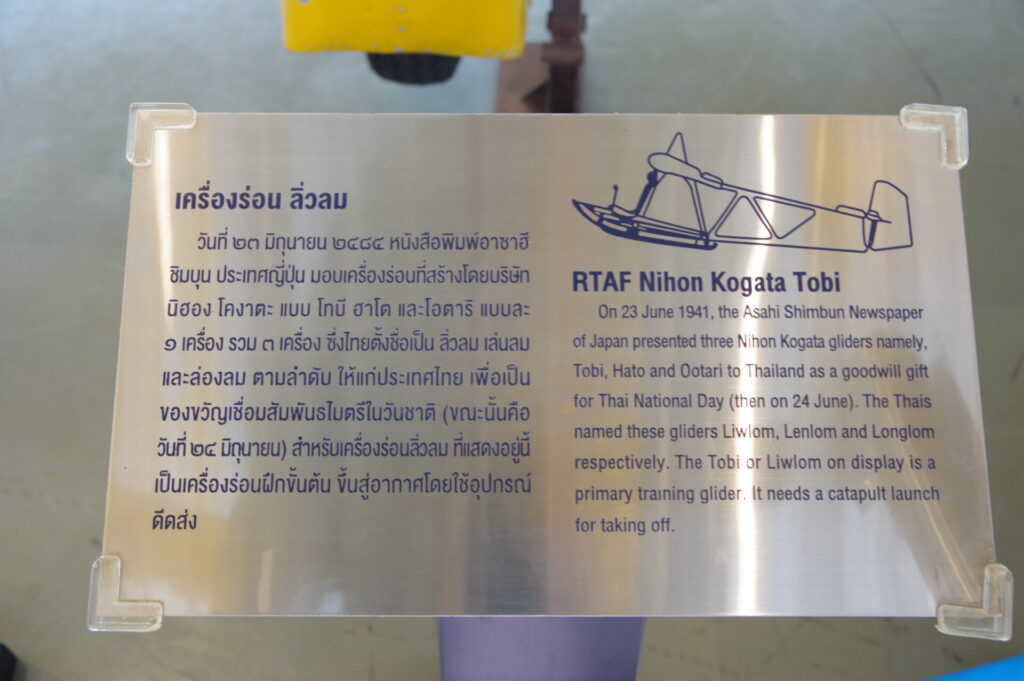 เครื่องร่อน ลิ่วลม
วันที่ ๒๓ มิถุนายน ๒๔๘๔ หนังสือพิมพ์อาซาฮี
ชิมบุน ประเทศญี่ปุ่น มอบเครื่องร่อนที่สร้างโดยบริษัท
นิฮอง โคงาตะ แบบ โทบี ฮาโต และโอตาริ แบบละ
๑ เครื่อง รวม ๓ เครื่อง ซึ่งไทยตั้งชื่อเป็น ลิ่วลม เล่นลม
และล่องลม ตามลำดับ ให้แก่ประเทศไทย เพื่อเป็น
ของขวัญเชื่อมสัมพันธไมตรีในวันชาติ (ขณะนั้นคือ
วันที่ ๒๔ มิถุนายน) สำหรับเครื่องร่อนลิ่วลม ที่แสดงอยู่นี้
เป็นเครื่องร่อนฝึกขั้นต้น ขึ้นสู่อากาศโดยใช้อุปกรณ์
ดีดส่ง
RTAF Nihon Kogata Tobi
On 23 June 1941, the Asahi Shimbun Newspaper
of Japan presented three Nihon Kogata gliders namely,
Tobi, Hato and Ootari to Thailand as a goodwill gift
for Thai National Day (then on 24 June). The Thais
named these gliders Liwlom, Lenlom and Longlom
respectively. The Tobi or Liwlom on display is a
primary training glider. It needs a catapult launch
for taking off.